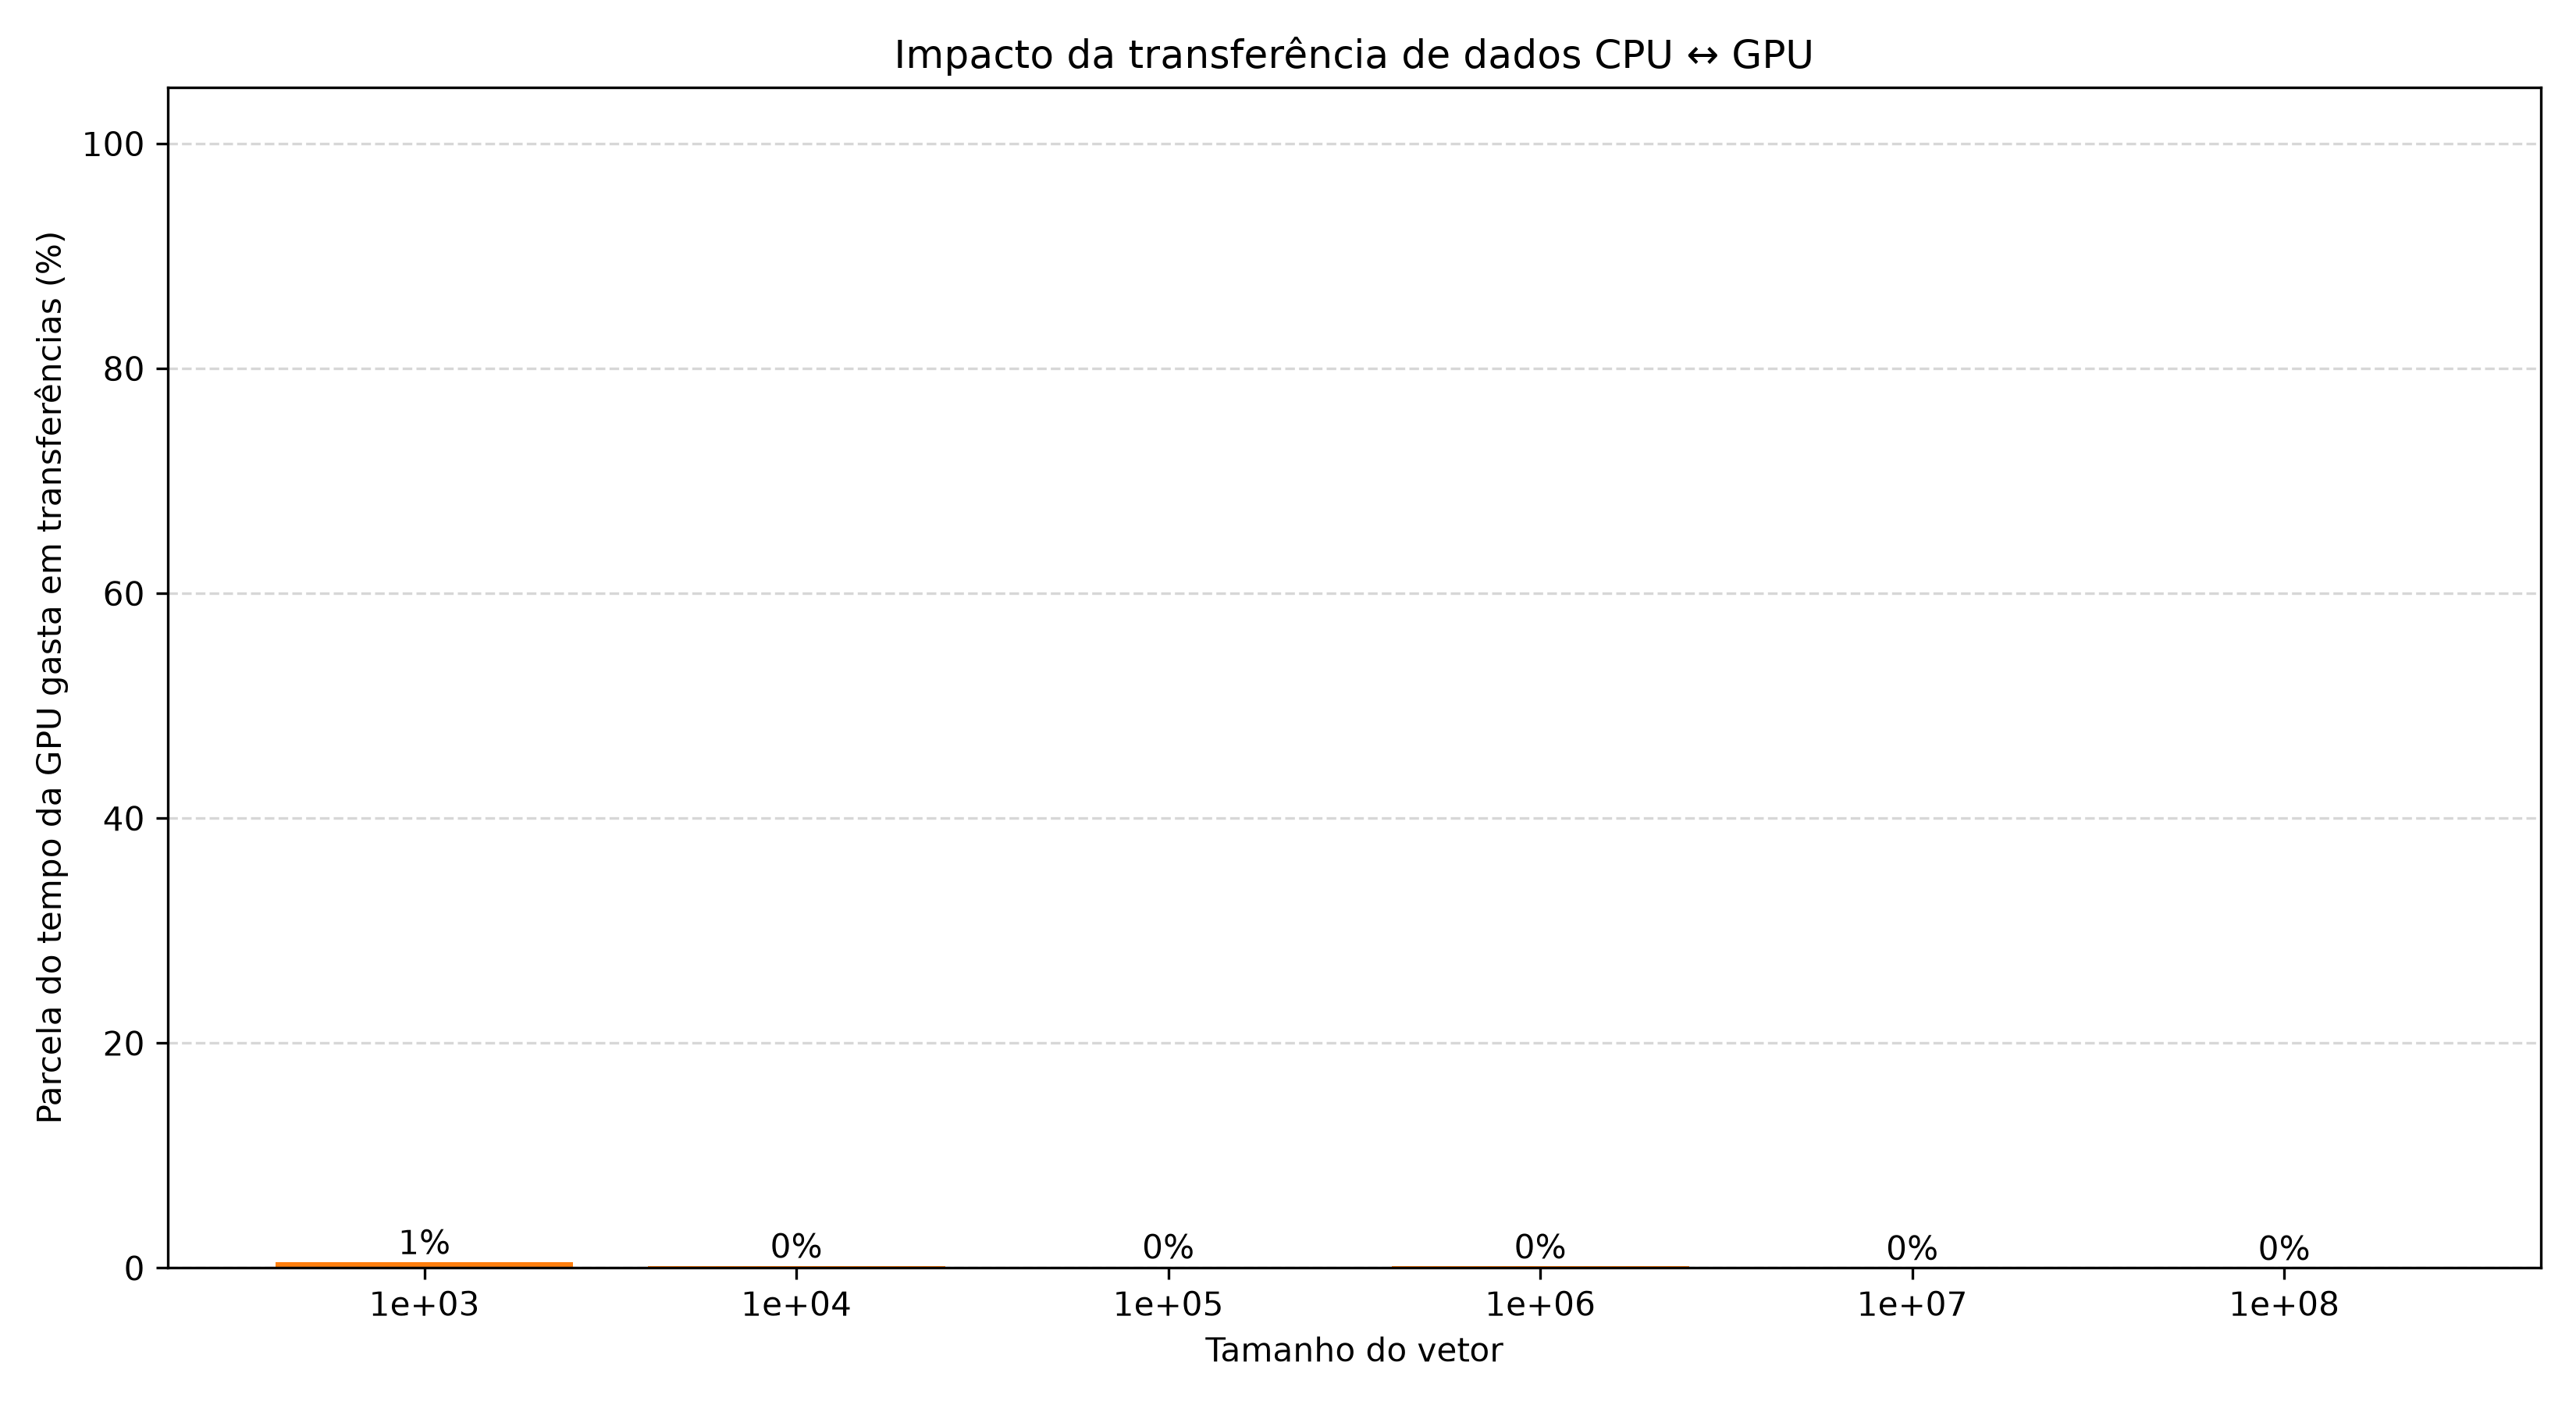 Impacto da transferência de dados CPU ↔ GPU
Parcela do tempo da GPU gasta em transferências (%)
100
80
60
40
20
0
1% 0% 0% 0% 0% 0%
1e+03 1e+04 1e+05 1e+06 1e+07 1e+08
Tamanho do vetor